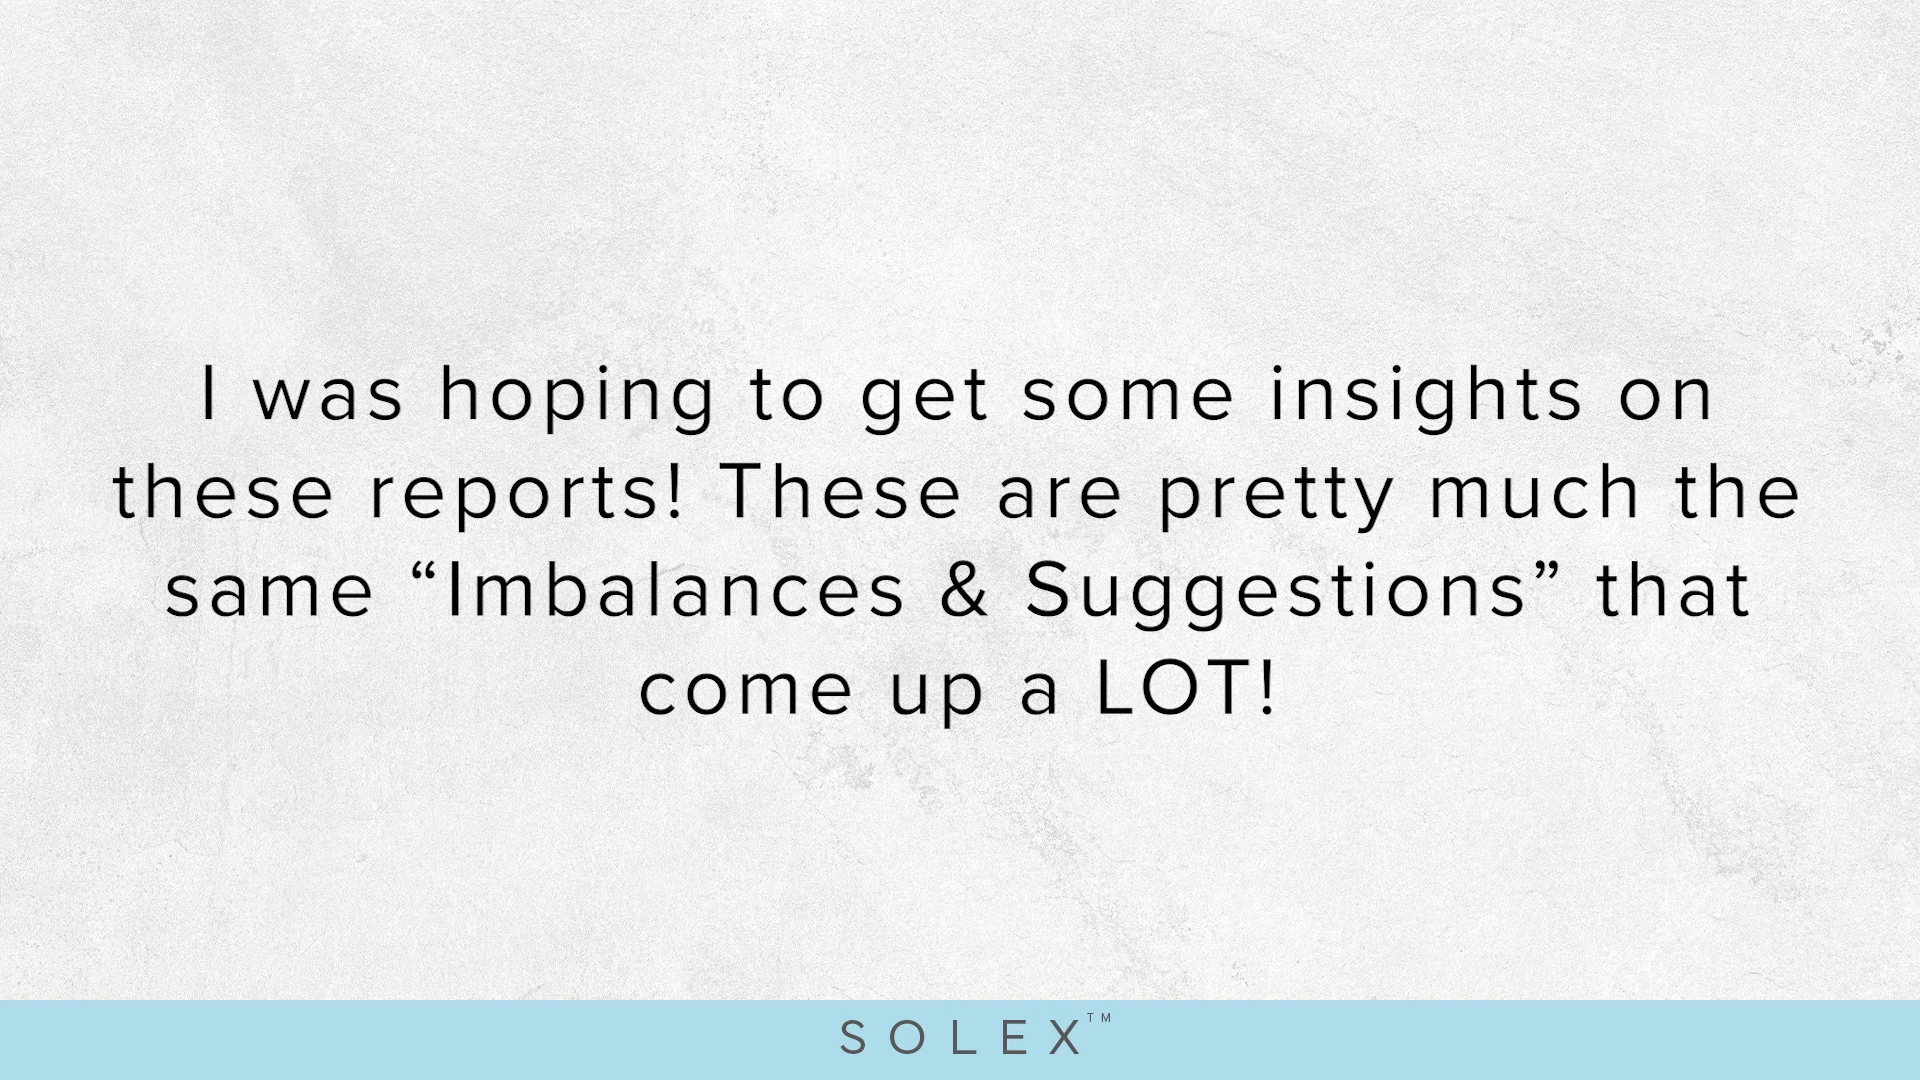 I was hoping to get some insights on
these reports! These are pretty much the
same “Imbalances & Suggestions” that
come up a LOT!
SOLEX™